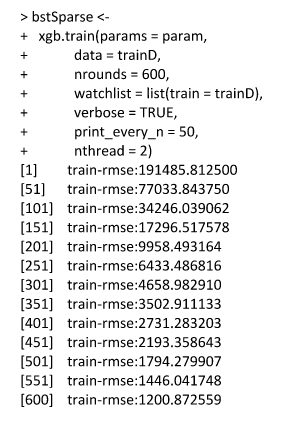 > bstSparse <-
+ xgb.train(params = param,
+ data = trainD,
+ nrounds = 600,
+ watchlist = list(train = trainD),
+ verbose = TRUE,
+ print_every_n = 50,
+ nthread = 2)
[1] train-rmse:191485.812500
[51] train-rmse:77033.843750
[101] train-rmse:34246.039062
[151] train-rmse:17296.517578
[201] train-rmse:9958.493164
[251] train-rmse:6433.486816
[301] train-rmse:4658.982910
[351] train-rmse:3502.911133
[401] train-rmse:2731.283203
[451] train-rmse:2193.358643
[501] train-rmse:1794.279907
[551] train-rmse:1446.041748
[600] train-rmse:1200.872559